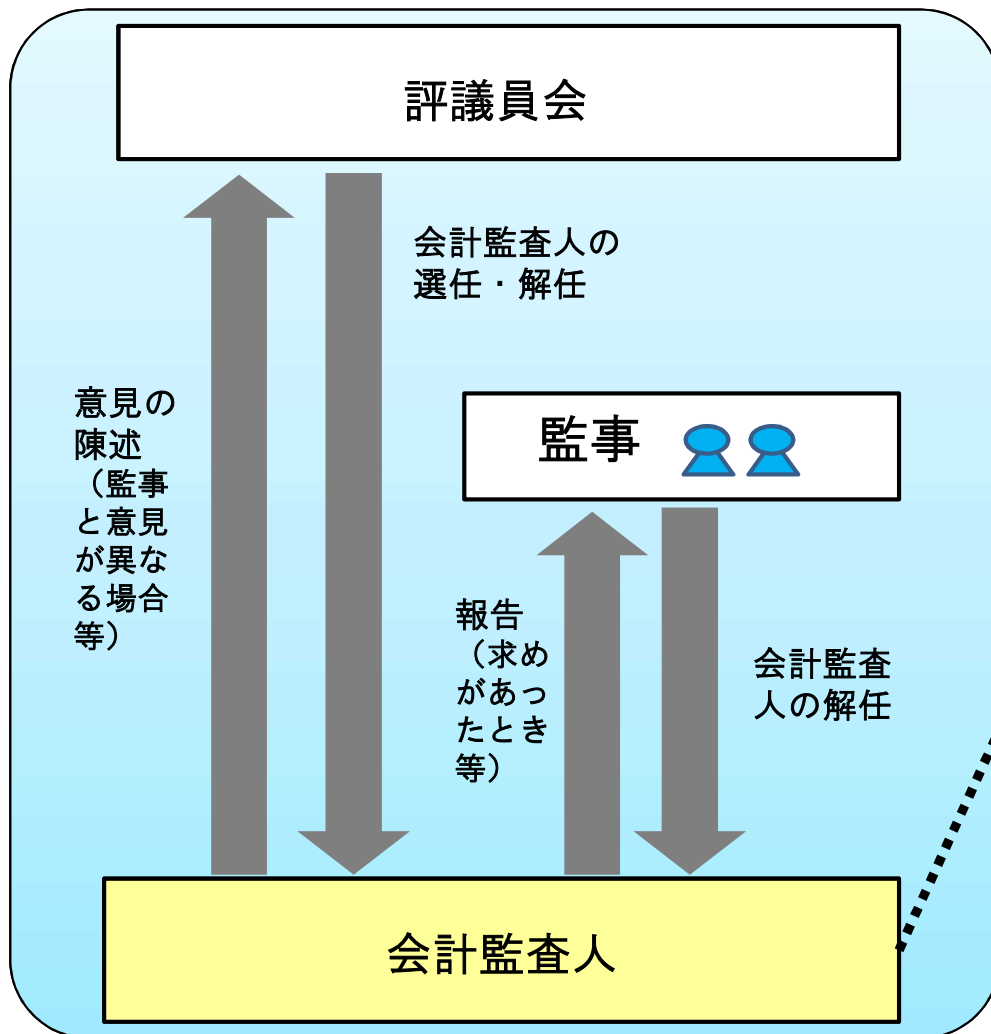 評議員会
会計監査人の
選任・解任
意見の
陳述
（監事
と意見
が異な
る場合
等）
監事
報告
（求め
があっ
たとき
等）
会計監査
人の解任
会計監査人